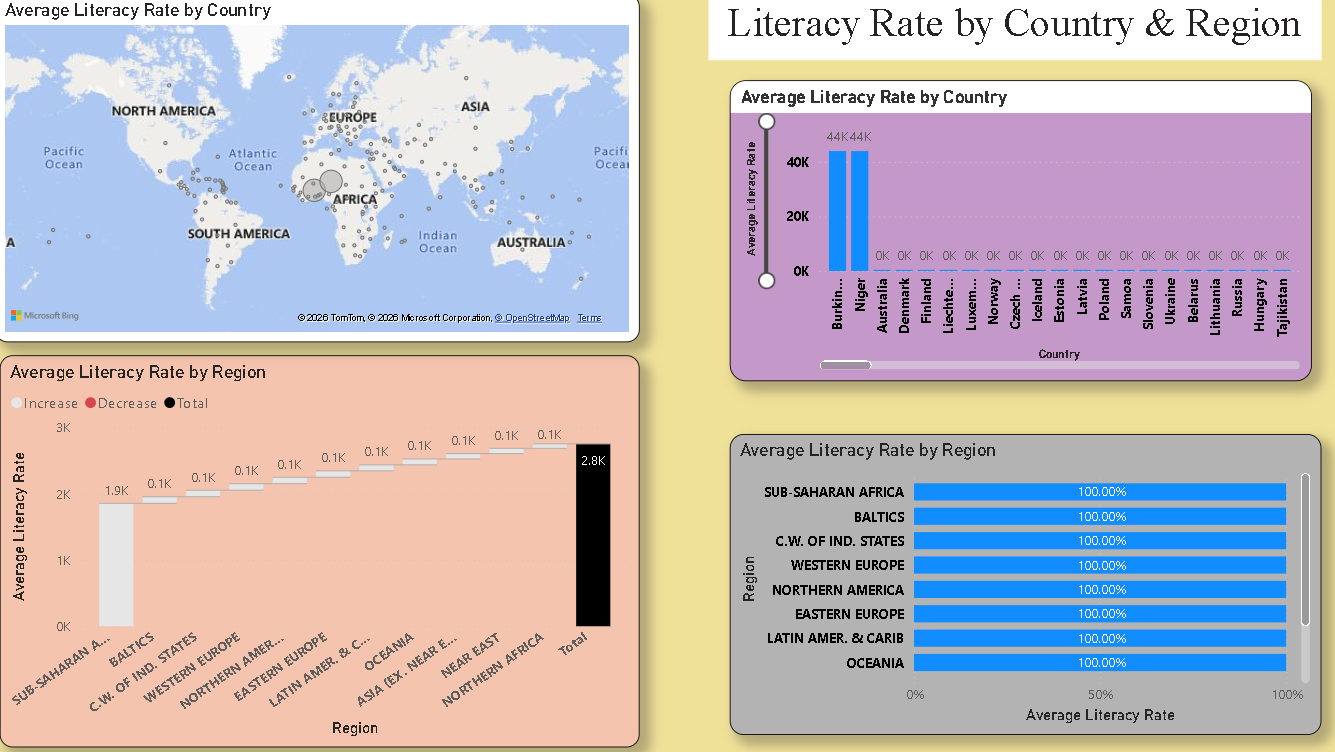 Average Literacy Rate by Country
NORTH AMERICA
EUROPE
ASIA
Pacific
Ocean
Atlantic
Ocean
Pacifi
Ocean
AFRICA
SOUTH AMERICA
Indian
Ocean
AUSTRALIA
A
Microsoft Bing
© 2026 TomTom, © 2026 Microsoft Corporation, © OpenStreetMap Terms
Literacy Rate by Country & Region
Average Literacy Rate by Country
Average Literacy Rate
40K
20K
0K
44K 44K 0K 0K 0K 0K 0K 0K 0K 0K 0K 0K 0K 0K 0K 0K 0K 0K 0K 0K 0K
Burkin...
Niger
Australia
Denmark
Finland
Liechte...
Luxem...
Norway
Czech ...
Iceland
Estonia
Latvia
Poland
Samoa
Slovenia
Ukraine
Belarus
Lithuania
Russia
Hungary
Tajikistan
Country
Average Literacy Rate by Region
Increase Decrease Total
Average Literacy Rate
3K
2K
1K
0K
1.9K 0.1K 0.1K 0.1K 0.1K 0.1K 0.1K 0.1K 0.1K 0.1K 0.1K 2.8K
SUB-SAHARAN A...
BALTICS
C.W. OF IND. STATES
WESTERN EUROPE
NORTHERN AMER...
EASTERN EUROPE
LATIN AMER. & C...
OCEANIA
ASIA (EX. NEAR E...
NEAR EAST
NORTHERN AFRICA
Total
Region
Average Literacy Rate by Region
Region
SUB-SAHARAN AFRICA 100.00%
BALTICS 100.00%
C.W. OF IND. STATES 100.00%
WESTERN EUROPE 100.00%
NORTHERN AMERICA 100.00%
EASTERN EUROPE 100.00%
LATIN AMER. & CARIB 100.00%
OCEANIA 100.00%
0% 50% 100%
Average Literacy Rate